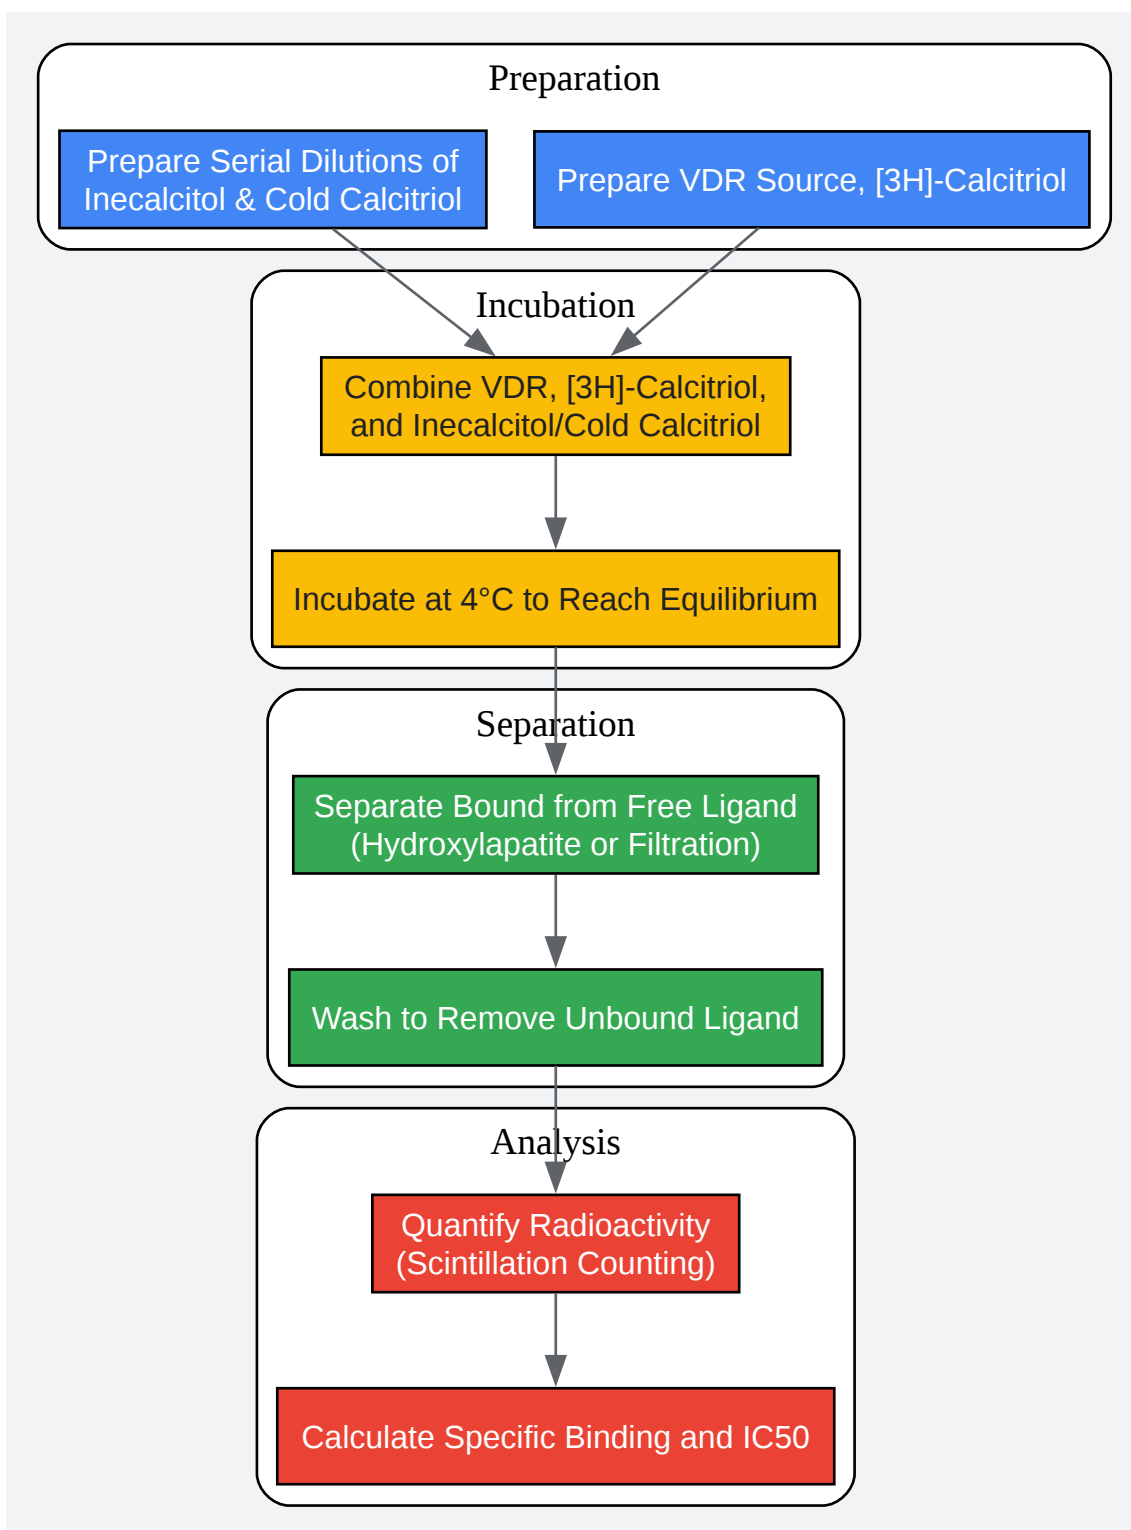 Preparation
Prepare Serial Dilutions of
Inecalcitol & Cold Calcitriol
Prepare VDR Source, [3H]-Calcitriol
Incubation
Combine VDR, [3H]-Calcitriol,
and Inecalcitol/Cold Calcitriol
Incubate at 4°C to Reach Equilibrium
Separation
Separate Bound from Free Ligand
(Hydroxylapatite or Filtration)
Wash to Remove Unbound Ligand
Analysis
Quantify Radioactivity
(Scintillation Counting)
Calculate Specific Binding and IC50